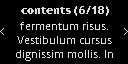 contents (6/18)
fermentum risus.
Vestibulum cursus
< dignissim mollis. In >